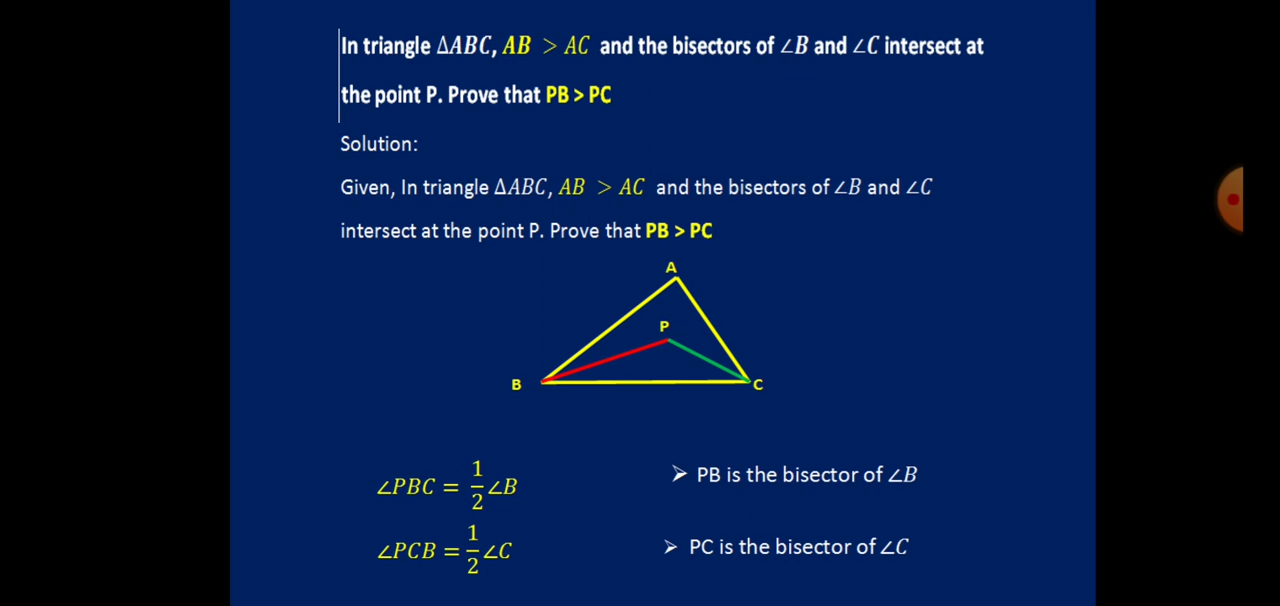 In triangle ΔABC, AB > AC and the bisectors of ∠B and ∠C intersect at
the point P. Prove that PB > PC
Solution:
Given, In triangle ΔABC, AB > AC and the bisectors of ∠B and ∠C
intersect at the point P. Prove that PB > PC
A
P
B
C
∠PBC = 1/2 ∠B
➢ PB is the bisector of ∠B
∠PCB = 1/2 ∠C
➢ PC is the bisector of ∠C